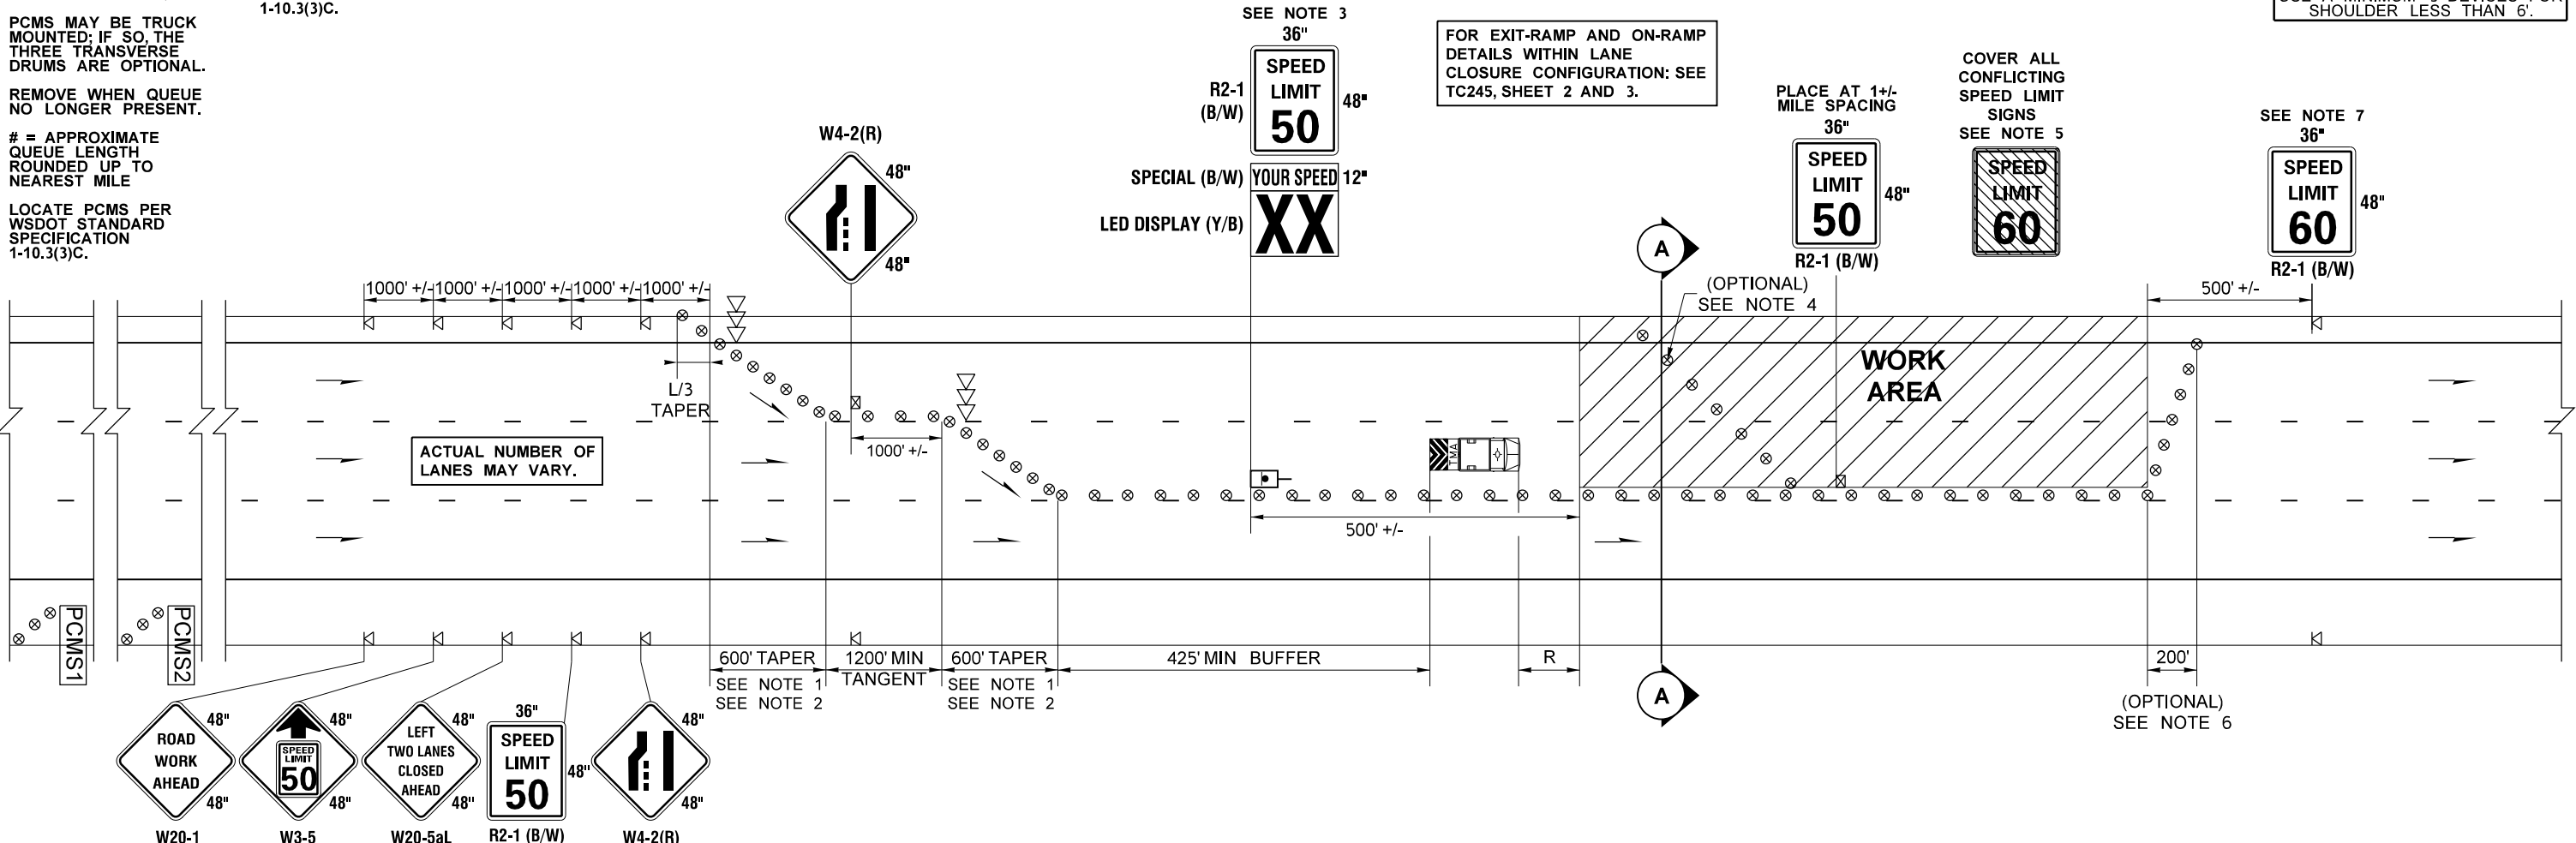 1-10.3(3)C.
PCMS MAY BE TRUCK
MOUNTED; IF SO, THE
THREE TRANSVERSE
DRUMS ARE OPTIONAL.
REMOVE WHEN QUEUE
NO LONGER PRESENT.
# = APPROXIMATE
QUEUE LENGTH
ROUNDED UP TO
NEAREST MILE
LOCATE PCMS PER
WSDOT STANDARD
SPECIFICATION
1-10.3(3)C.
W4-2(R)
48"
48"
SEE NOTE 3
36"
SPEED
LIMIT
50
R2-1
(B/W)
48"
SPECIAL (B/W)
YOUR SPEED
12"
LED DISPLAY (Y/B)
XX
FOR EXIT-RAMP AND ON-RAMP
DETAILS WITHIN LANE
CLOSURE CONFIGURATION: SEE
TC245, SHEET 2 AND 3.
PLACE AT 1+/-
MILE SPACING
36"
SPEED
LIMIT
50
48"
R2-1 (B/W)
COVER ALL
CONFLICTING
SPEED LIMIT
SIGNS
SEE NOTE 5
SPEED
LIMIT
60
SHOULDER LESS THAN 6'.
SEE NOTE 7
36"
SPEED
LIMIT
60
48"
R2-1 (B/W)
1000' +/-
1000' +/-
1000' +/-
1000' +/-
1000' +/-
L/3
TAPER
1000' +/-
ACTUAL NUMBER OF
LANES MAY VARY.
TMA
500' +/-
A
(OPTIONAL)
SEE NOTE 4
WORK
AREA
500' +/-
PCMS1
PCMS2
600' TAPER
SEE NOTE 1
SEE NOTE 2
1200' MIN
TANGENT
600' TAPER
SEE NOTE 1
SEE NOTE 2
425' MIN BUFFER
R
A
200'
(OPTIONAL)
SEE NOTE 6
ROAD
WORK
AHEAD
48"
48"
W20-1
SPEED
LIMIT
50
48"
48"
W3-5
LEFT
TWO LANES
CLOSED
AHEAD
48"
48"
W20-5aL
36"
SPEED
LIMIT
50
48"
R2-1 (B/W)
48"
48"
W4-2(R)